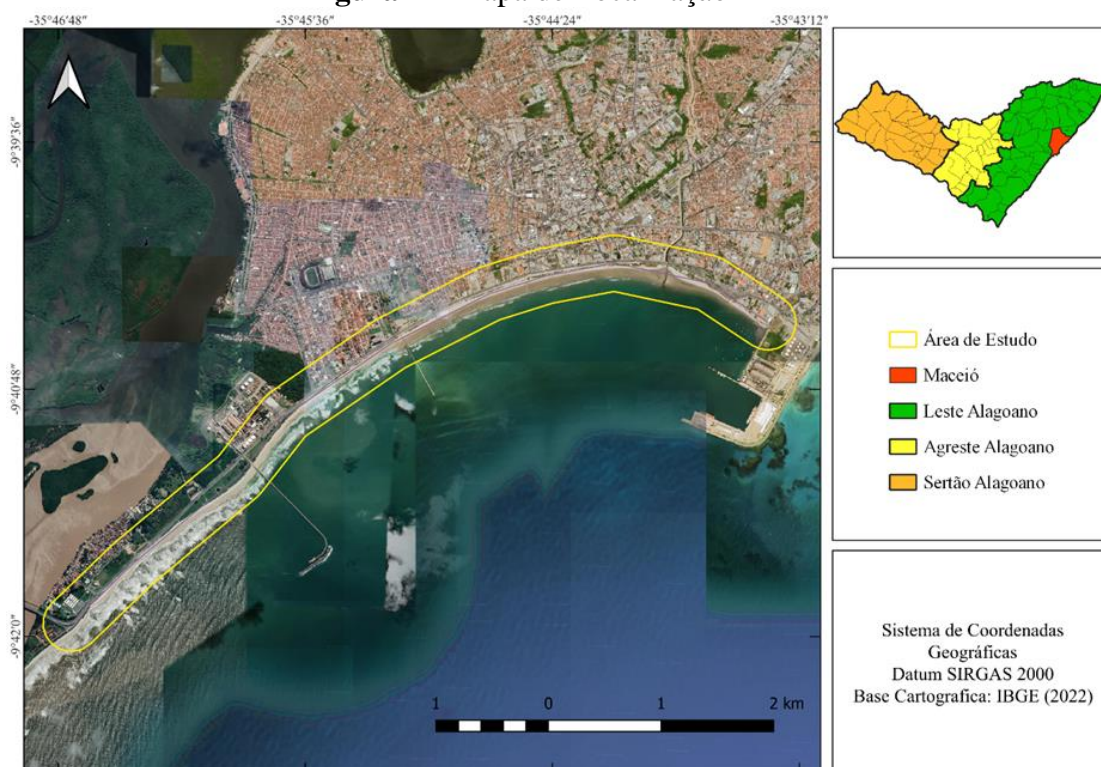 -35°46'48" -35°45'36" -35°44'24" -35°43'12"
-9°39'36"
-9°40'48"
-9°42'0"
1 0 1 2 km
Área de Estudo
Maceió
Leste Alagoano
Agreste Alagoano
Sertão Alagoano
Sistema de Coordenadas
Geográficas
Datum SIRGAS 2000
Base Cartografica: IBGE (2022)